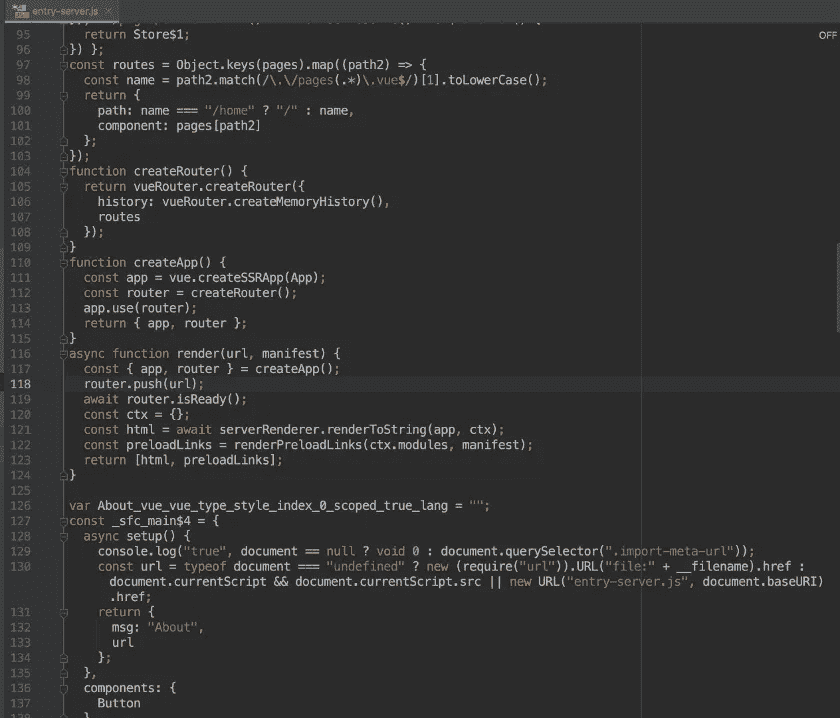 entry-server.js
OFF
95 return Store$1;
96 }) };
97 const routes = Object.keys(pages).map((path2) => {
98 const name = path2.match(/\.\/pages(.*)\.vue$/)[1].toLowerCase();
99 return {
100 path: name === "/home" ? "/" : name,
101 component: pages[path2]
102 };
103 });
104 function createRouter() {
105 return vueRouter.createRouter({
106 history: vueRouter.createMemoryHistory(),
107 routes
108 });
109 }
110 function createApp() {
111 const app = vue.createSSRApp(App);
112 const router = createRouter();
113 app.use(router);
114 return { app, router };
115 }
116 async function render(url, manifest) {
117 const { app, router } = createApp();
118 router.push(url);
119 await router.isReady();
120 const ctx = {};
121 const html = await serverRenderer.renderToString(app, ctx);
122 const preloadLinks = renderPreloadLinks(ctx.modules, manifest);
123 return [html, preloadLinks];
124 }
125
126 var About_vue_vue_type_style_index_0_scoped_true_lang = "";
127 const _sfc_main$4 = {
128 async setup() {
129 console.log("true", document == null ? void 0 : document.querySelector(".import-meta-url"));
130 const url = typeof document === "undefined" ? new (require("url")).URL("file:" + __filename).href :
document.currentScript && document.currentScript.src || new URL("entry-server.js", document.baseURI)
.href;
131 return {
132 msg: "About",
133 url
134 };
135 },
136 components: {
137 Button